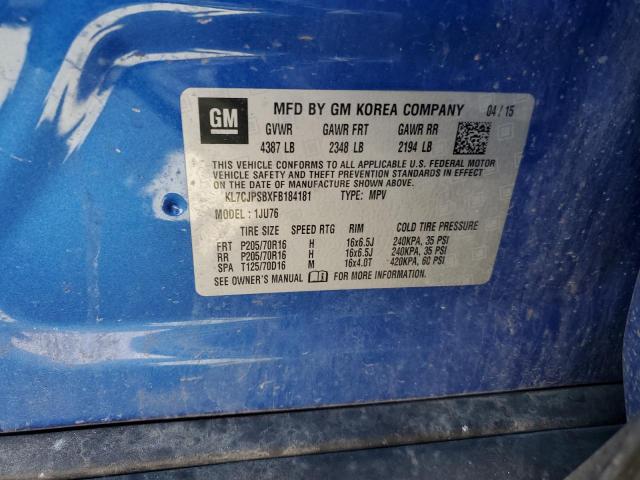 GM MFD BY GM KOREA COMPANY 04 / 15
GVWR GAWR FRT GAWR RR
4387 LB 2348 LB 2194 LB
THIS VEHICLE CONFORMS TO ALL APPLICABLE U.S. FEDERAL MOTOR
VEHICLE SAFETY AND THEFT PREVENTION STANDARDS IN EFFECT ON
THE DATE OF MANUFACTURE SHOWN ABOVE.
KL7CJPSBXFB184181 TYPE: MPV
MODEL : 1JU76
TIRE SIZE SPEED RTG RIM COLD TIRE PRESSURE
FRT P205/70R16 H 16x6.5J 240KPA, 35 PSI
RR P205/70R16 H 16x6.5J 240KPA, 35 PSI
SPA T125/70D16 M 16x4.0T 420KPA, 60 PSI
SEE OWNER'S MANUAL FOR MORE INFORMATION.